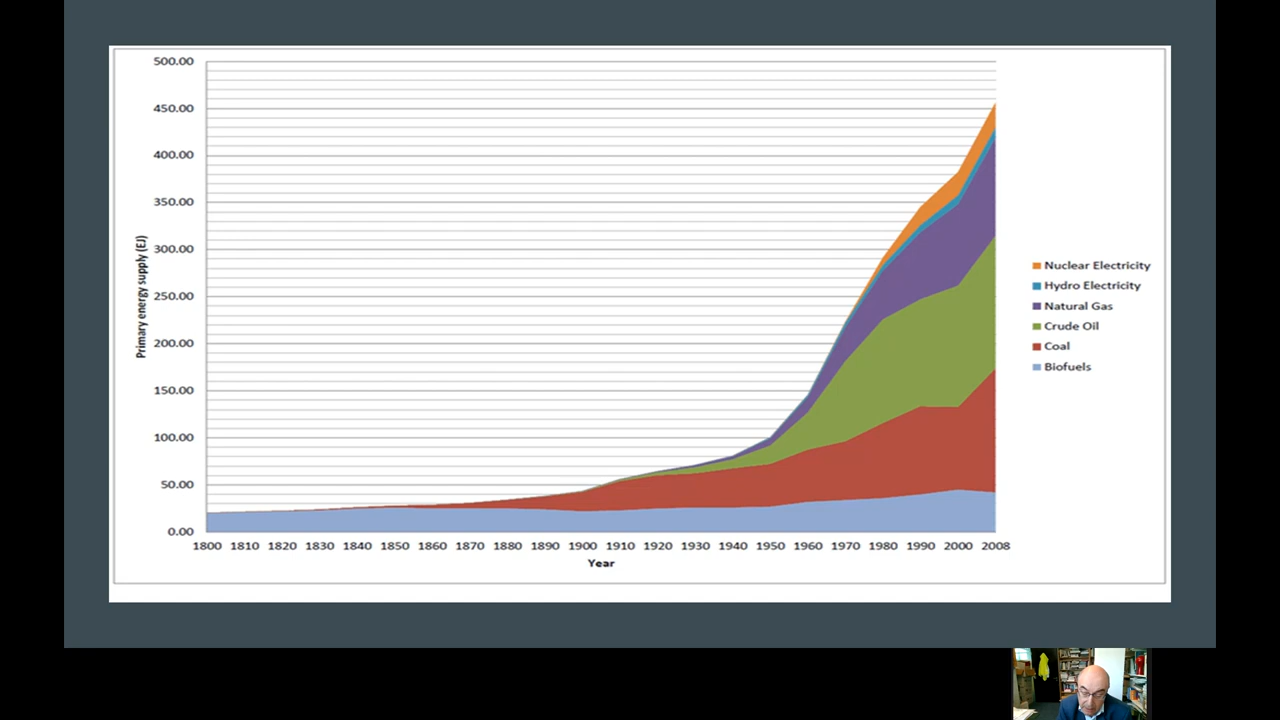 500.00
450.00
400.00
350.00
300.00
250.00
200.00
150.00
100.00
50.00
0.00
Primary energy supply (EJ)
1800 1810 1820 1830 1840 1850 1860 1870 1880 1890 1900 1910 1920 1930 1940 1950 1960 1970 1980 1990 2000 2008
Year
Nuclear Electricity
Hydro Electricity
Natural Gas
Crude Oil
Coal
Biofuels